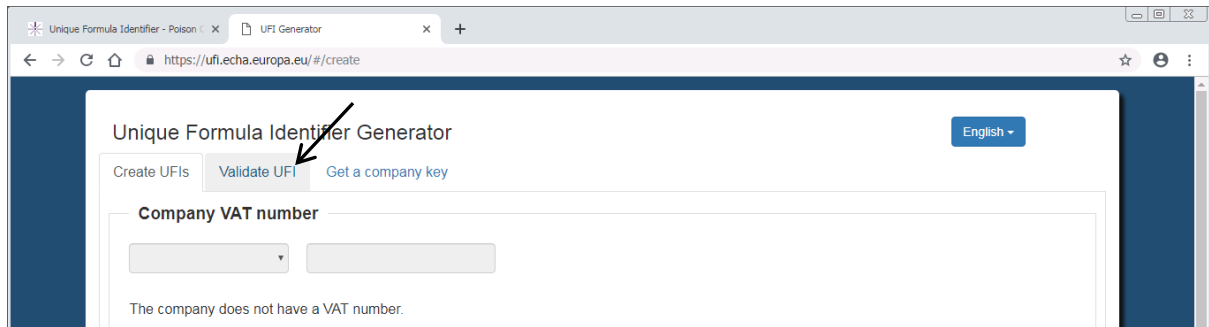 Unique Formula Identifier - Poison
UFI Generator
https://ufi.echa.europa.eu/#/create
Unique Formula Identifier Generator
English
Create UFIs
Validate UFI
Get a company key
Company VAT number
The company does not have a VAT number.